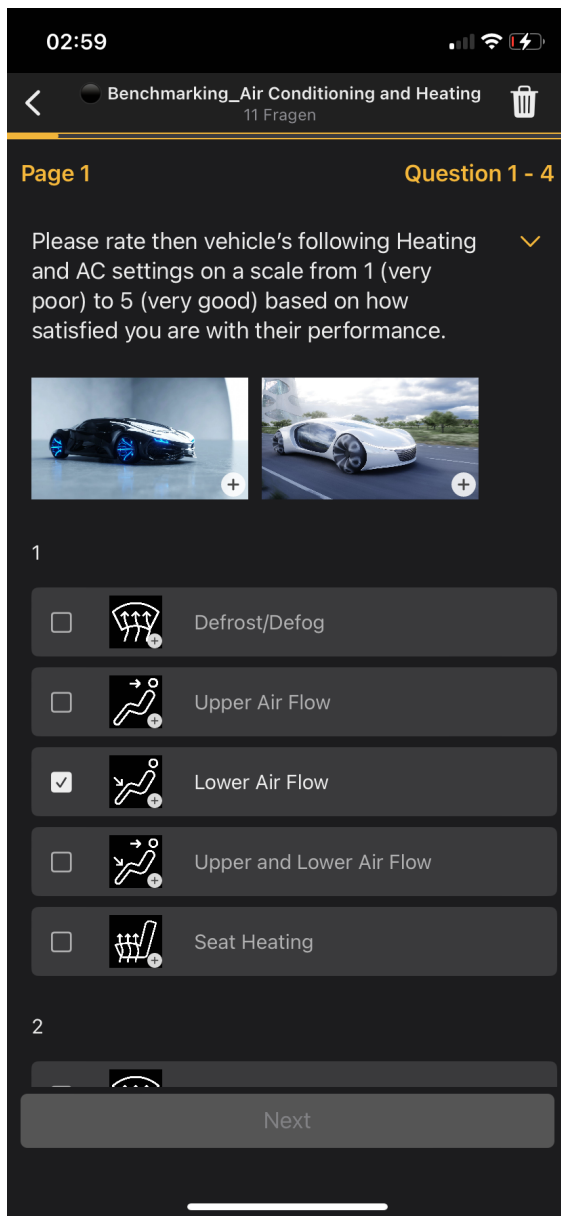 02:59
Benchmarking_Air Conditioning and Heating
11 Fragen
Page 1
Question 1 - 4
Please rate then vehicle's following Heating
and AC settings on a scale from 1 (very
poor) to 5 (very good) based on how
satisfied you are with their performance.
1
Defrost/Defog
Upper Air Flow
Lower Air Flow
Upper and Lower Air Flow
Seat Heating
2
Next